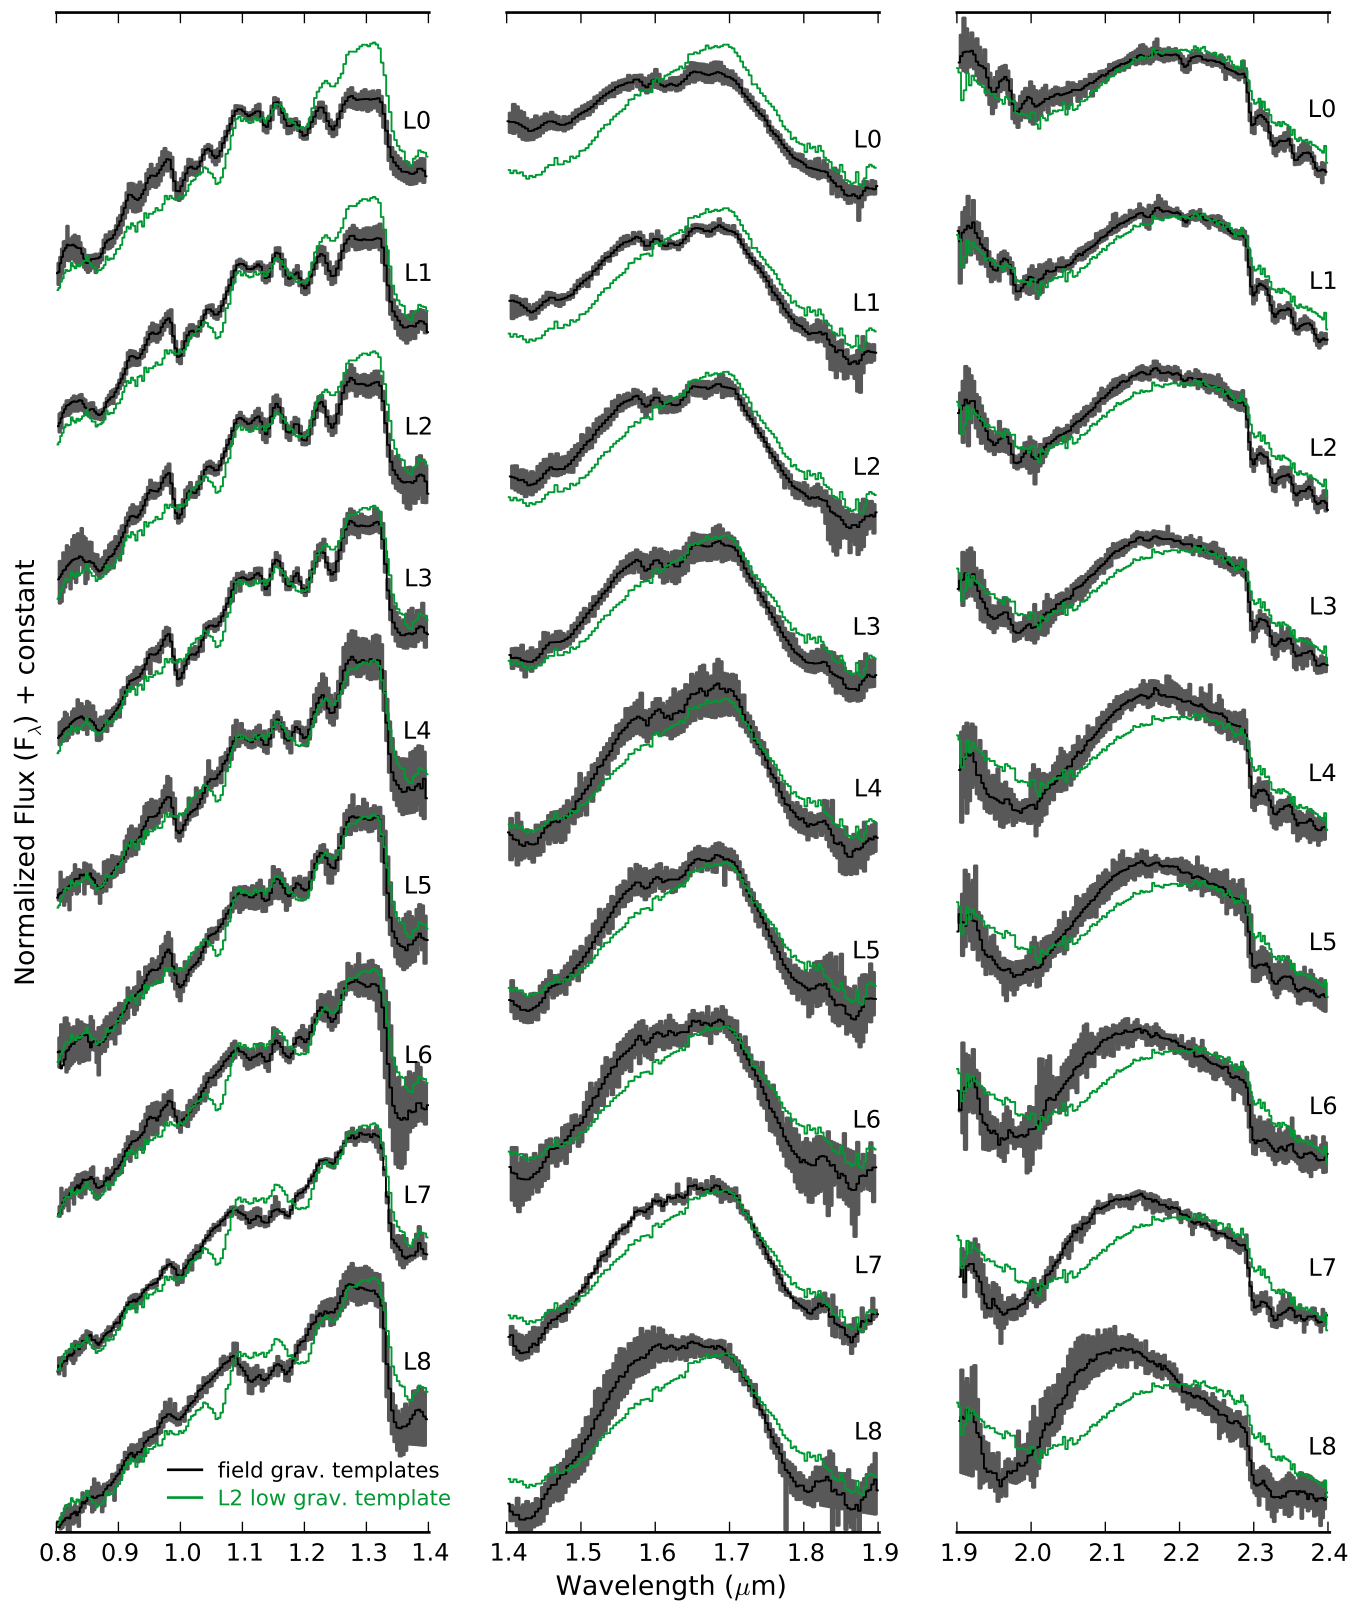 Normalized Flux (Fλ) + constant
L0
L1
L2
L3
L4
L5
L6
L7
L8
field grav. templates
L2 low grav. template
0.8 0.9 1.0 1.1 1.2 1.3 1.4
L0
L1
L2
L3
L4
L5
L6
L7
L8
1.4 1.5 1.6 1.7 1.8 1.9
L0
L1
L2
L3
L4
L5
L6
L7
L8
1.9 2.0 2.1 2.2 2.3 2.4
Wavelength (μm)